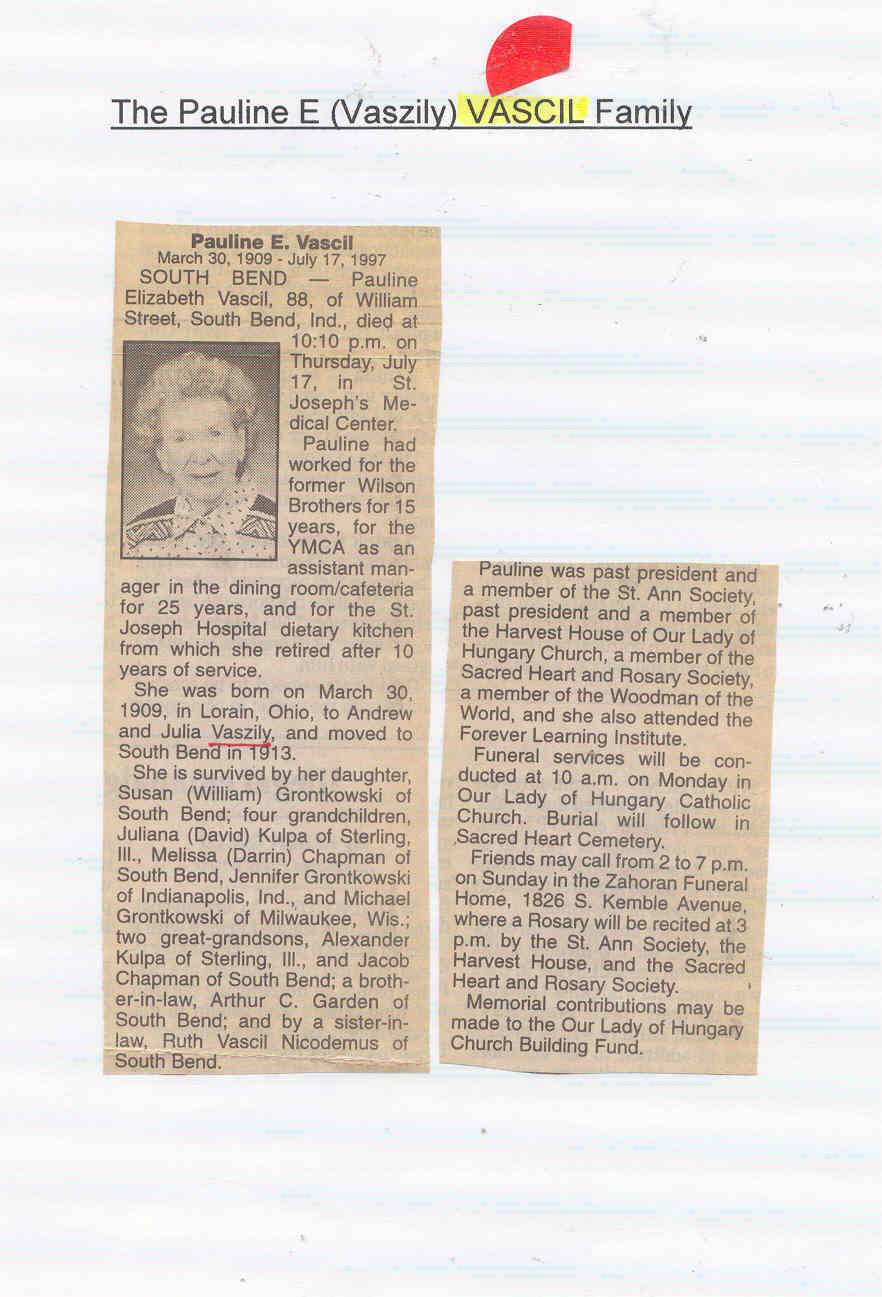 The Pauline E (Vaszily) VASCIL Family
Pauline E. Vascil
March 30, 1909 - July 17, 1997
SOUTH BEND — Pauline
Elizabeth Vascil, 88, of William
Street, South Bend, Ind., died at
10:10 p.m. on
Thursday, July
17, in St.
Joseph's Me-
dical Center.
Pauline had
worked for the
former Wilson
Brothers for 15
years, for the
YMCA as an
assistant man-
ager in the dining room/cafeteria
for 25 years, and for the St.
Joseph Hospital dietary kitchen
from which she retired after 10
years of service.
She was born on March 30,
1909, in Lorain, Ohio, to Andrew
and Julia Vaszily, and moved to
South Bend in 1913.
She is survived by her daughter,
Susan (William) Grontkowski of
South Bend; four grandchildren,
Juliana (David) Kulpa of Sterling,
Ill., Melissa (Darrin) Chapman of
South Bend, Jennifer Grontkowski
of Indianapolis, Ind., and Michael
Grontkowski of Milwaukee, Wis.;
two great-grandsons, Alexander
Kulpa of Sterling, Ill., and Jacob
Chapman of South Bend; a broth-
er-in-law, Arthur C. Garden of
South Bend; and by a sister-in-
law, Ruth Vascil Nicodemus of
South Bend.
Pauline was past president and
a member of the St. Ann Society,
past president and a member of
the Harvest House of Our Lady of
Hungary Church, a member of the
Sacred Heart and Rosary Society,
a member of the Woodman of the
World, and she also attended the
Forever Learning Institute.
Funeral services will be con-
ducted at 10 a.m. on Monday in
Our Lady of Hungary Catholic
Church. Burial will follow in
Sacred Heart Cemetery.
Friends may call from 2 to 7 p.m.
on Sunday in the Zahoran Funeral
Home, 1826 S. Kemble Avenue,
where a Rosary will be recited at 3
p.m. by the St. Ann Society, the
Harvest House, and the Sacred
Heart and Rosary Society.
Memorial contributions may be
made to the Our Lady of Hungary
Church Building Fund.